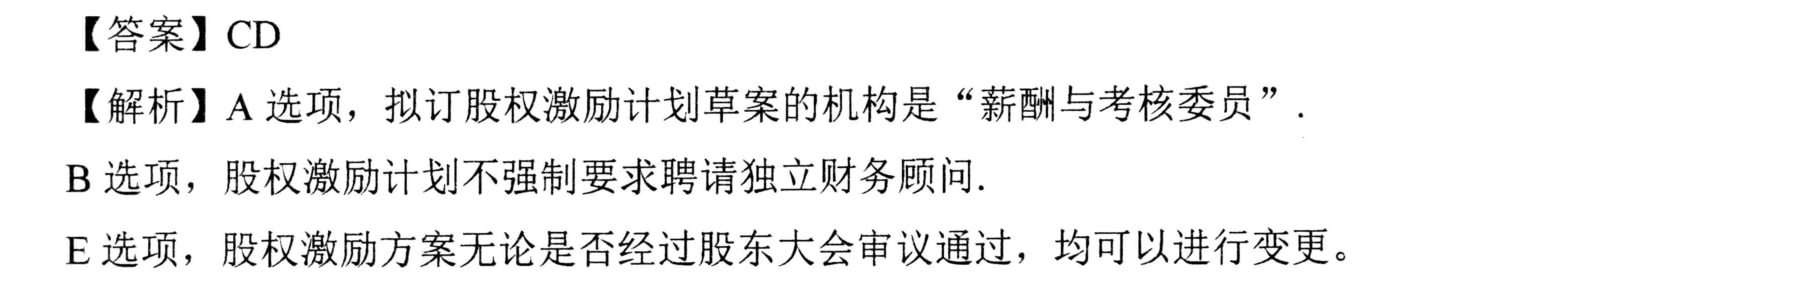 【答案】CD
【解析】A 选项，拟订股权激励计划草案的机构是“薪酬与考核委员”.
B 选项，股权激励计划不强制要求聘请独立财务顾问.
E 选项，股权激励方案无论是否经过股东大会审议通过，均可以进行变更。